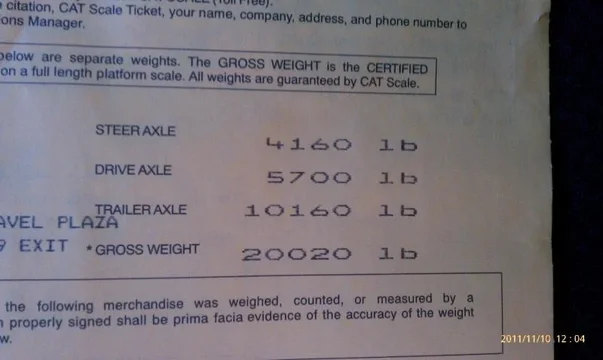 citation, CAT Scale Ticket, your name, company, address, and phone number to
ons Manager.
below are separate weights. The GROSS WEIGHT is the CERTIFIED
on a full length platform scale. All weights are guaranteed by CAT Scale.
STEER AXLE 4160 lb
DRIVE AXLE 5700 lb
TRAILER AXLE 10160 lb
AVEL PLAZA
9 EXIT * GROSS WEIGHT 20020 lb
the following merchandise was weighed, counted, or measured by a
properly signed shall be prima facia evidence of the accuracy of the weight
w.
2011/11/10 12:04